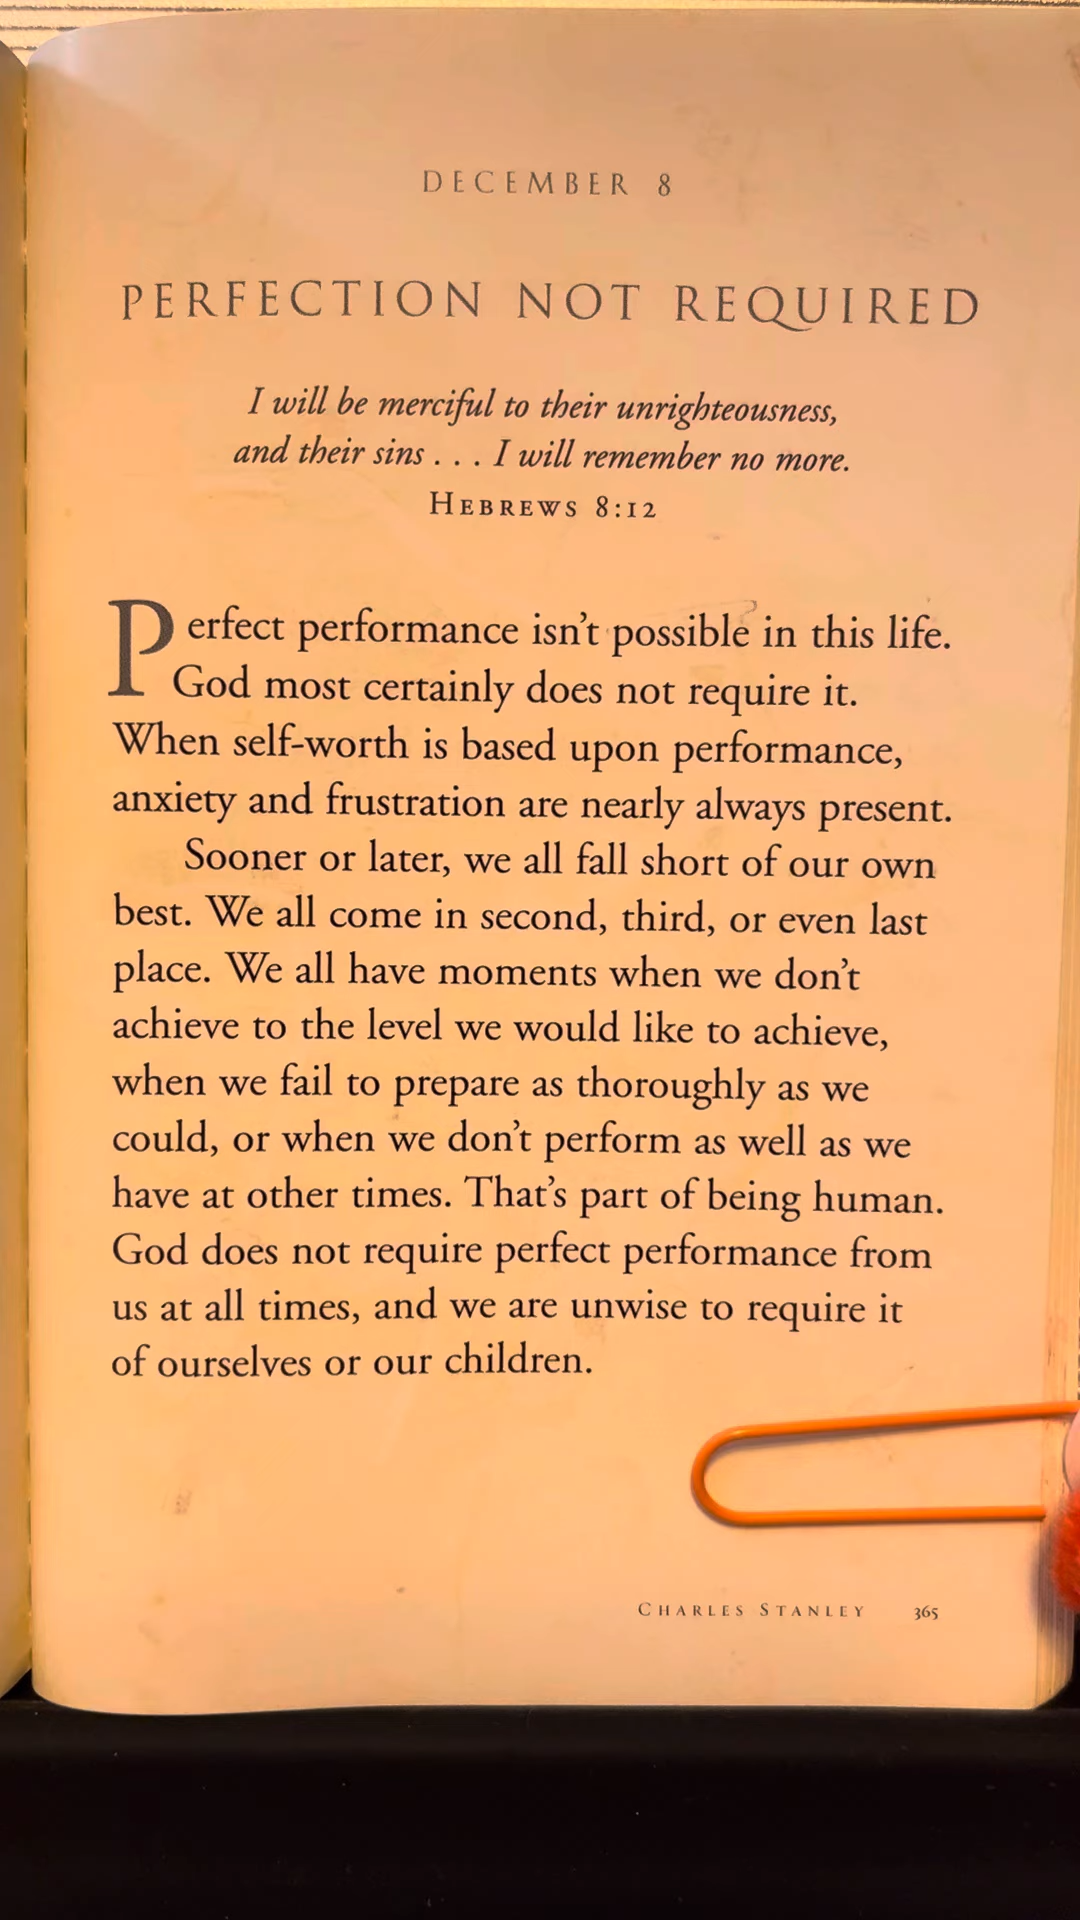 DECEMBER 8
PERFECTION NOT REQUIRED
I will be merciful to their unrighteousness,
and their sins . . . I will remember no more.
HEBREWS 8:12
Perfect performance isn't possible in this life.
God most certainly does not require it.
When self-worth is based upon performance,
anxiety and frustration are nearly always present.
Sooner or later, we all fall short of our own
best. We all come in second, third, or even last
place. We all have moments when we don't
achieve to the level we would like to achieve,
when we fail to prepare as thoroughly as we
could, or when we don't perform as well as we
have at other times. That's part of being human.
God does not require perfect performance from
us at all times, and we are unwise to require it
of ourselves or our children.
CHARLES STANLEY 365